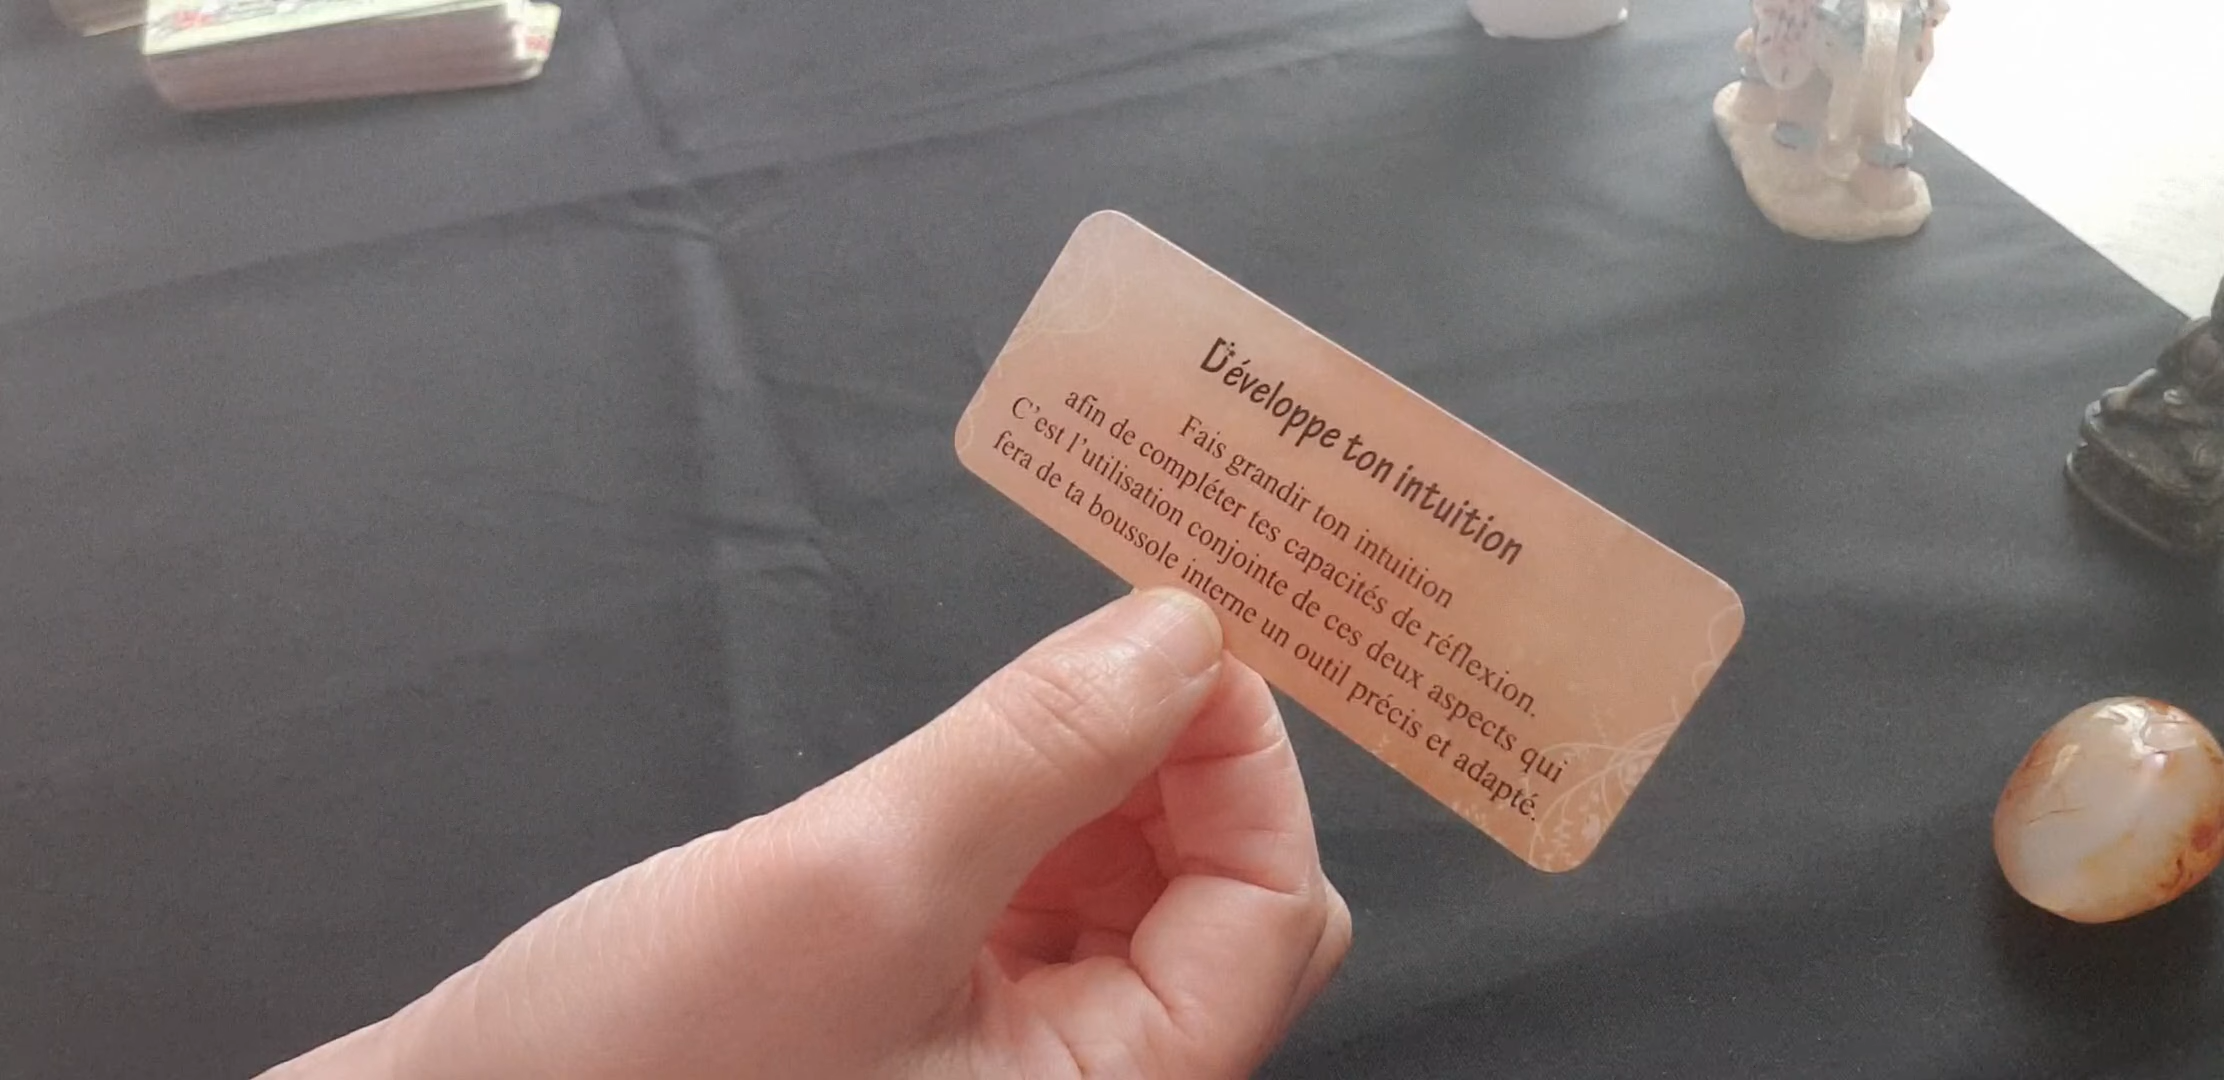 Développe ton intuition
Fais grandir ton intuition
afin de compléter tes capacités de réflexion.
C'est l'utilisation conjointe de ces deux aspects qui
fera de ta boussole interne un outil précis et adapté.